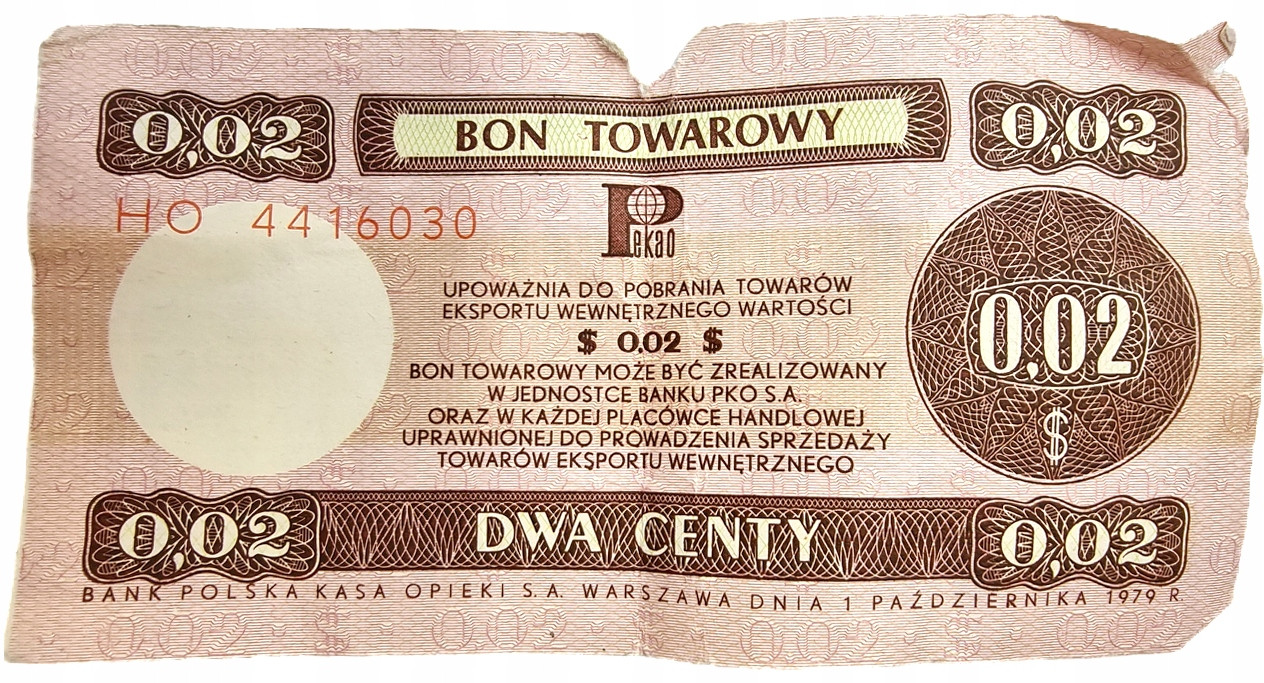 0,02 BON TOWAROWY 0,02
HO 4416030
Pekao
UPOWAŻNIA DO POBRANIA TOWARÓW
EKSPORTU WEWNĘTRZNEGO WARTOŚCI
$ 0.02 $
BON TOWAROWY MOŻE BYĆ ZREALIZOWANY
W JEDNOSTCE BANKU PKO S.A.
ORAZ W KAŻDEJ PLACÓWCE HANDLOWEJ
UPRAWNIONEJ DO PROWADZENIA SPRZEDAŻY
TOWARÓW EKSPORTU WEWNĘTRZNEGO
0,02
$
0,02 DWA CENTY 0,02
BANK POLSKA KASA OPIEKI S.A. WARSZAWA DNIA 1 PAŹDZIERNIKA 1979 R